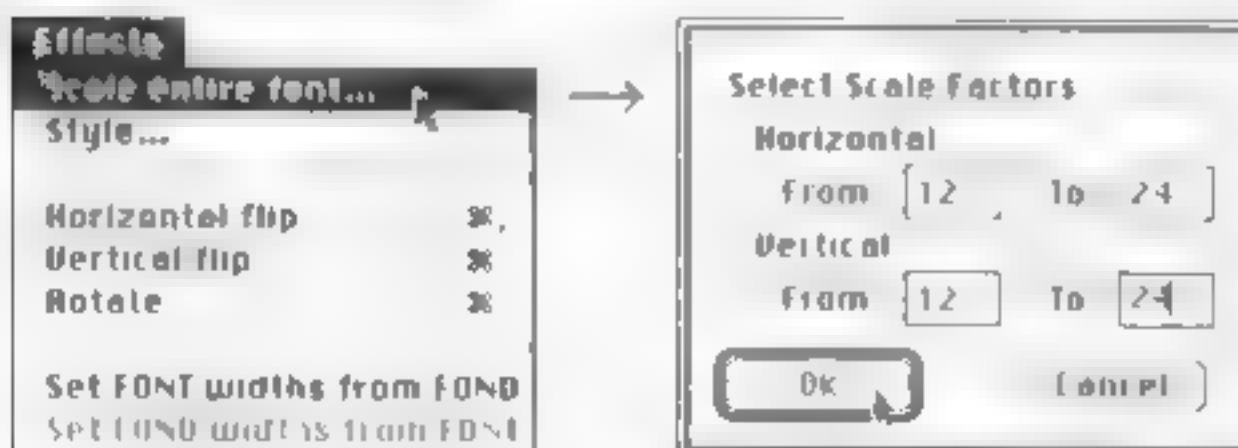 Effects
Scale entire font...
Style...
Horizontal flip ⌘,
Vertical flip ⌘
Rotate ⌘
Set FONT widths from FOND
Set FOND widths from FONT
Select Scale Factors
Horizontal
From 12 To 24
Vertical
From 12 To 24
OK Cancel